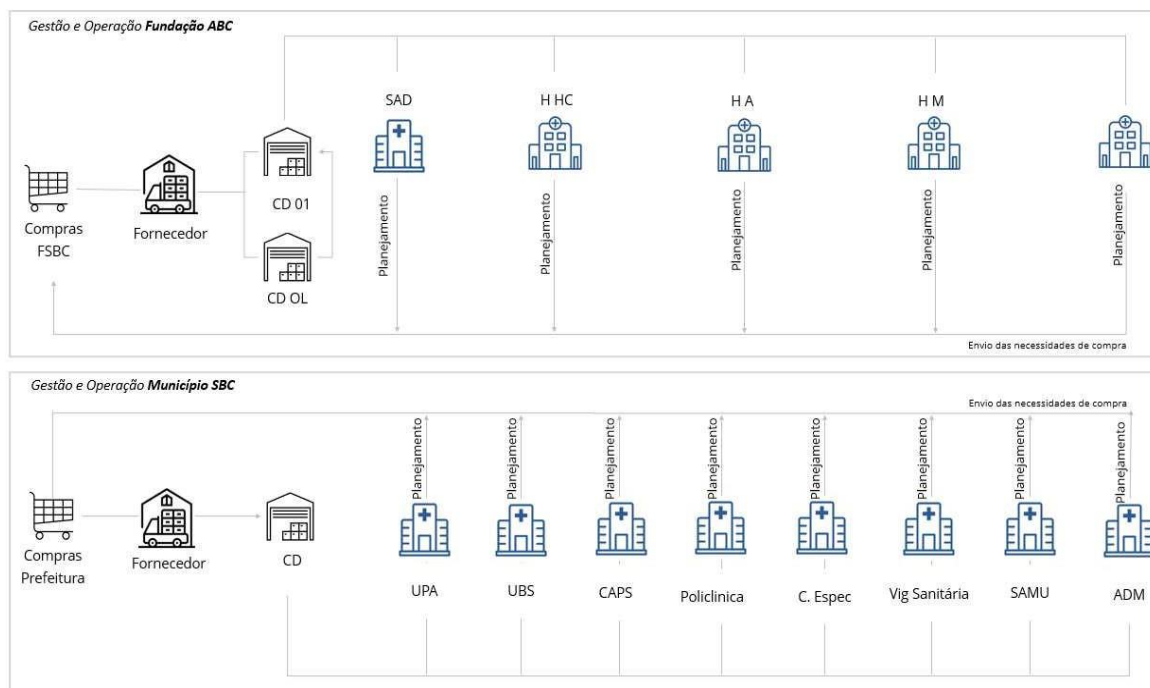 Gestão e Operação Fundação ABC
SAD
H HC
H A
H M
CD 01
Compras
FSBC
Fornecedor
CD OL
Planejamento
Planejamento
Planejamento
Planejamento
Envio das necessidades de compra
Gestão e Operação Município SBC
Envio das necessidades de compra
Planejamento
Planejamento
Planejamento
Planejamento
Planejamento
Planejamento
Planejamento
Planejamento
Compras
Prefeitura
Fornecedor
CD
UPA
UBS
CAPS
Policlinica
C. Espec
Vig Sanitária
SAMU
ADM